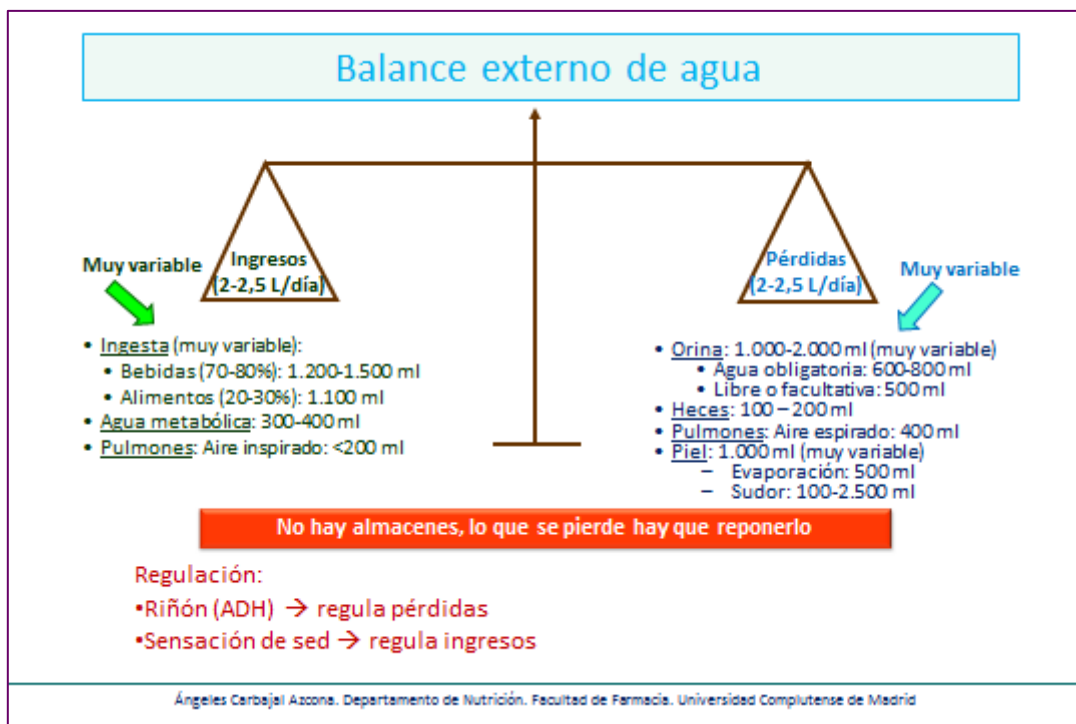 Balance externo de agua
Muy variable
Ingresos
(2-2,5 L/día)
• Ingesta (muy variable):
• Bebidas (70-80%): 1.200-1.500 ml
• Alimentos (20-30%): 1.100 ml
• Agua metabólica: 300-400 ml
• Pulmones: Aire inspirado: <200 ml
Pérdidas
(2-2,5 L/día)
Muy variable
• Orina: 1.000-2.000 ml (muy variable)
• Agua obligatoria: 600-800 ml
• Libre o facultativa: 500 ml
• Heces: 100 – 200 ml
• Pulmones: Aire espirado: 400 ml
• Piel: 1.000 ml (muy variable)
– Evaporación: 500 ml
– Sudor: 100-2.500 ml
No hay almacenes, lo que se pierde hay que reponerlo
Regulación:
•Riñón (ADH) → regula pérdidas
•Sensación de sed → regula ingresos
Ángeles Carbajal Azcona. Departamento de Nutrición. Facultad de Farmacia. Universidad Complutense de Madrid